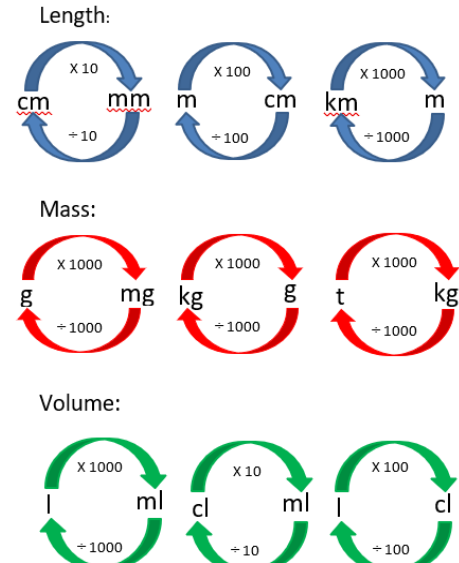 Length:
X 10 X 100 X 1000
cm mm m cm km m
÷10 ÷100 ÷1000
Mass:
X 1000 X 1000 X 1000
g mg kg g t kg
÷1000 ÷1000 ÷1000
Volume:
X 1000 X 10 X 100
l ml cl ml l cl
÷1000 ÷10 ÷100